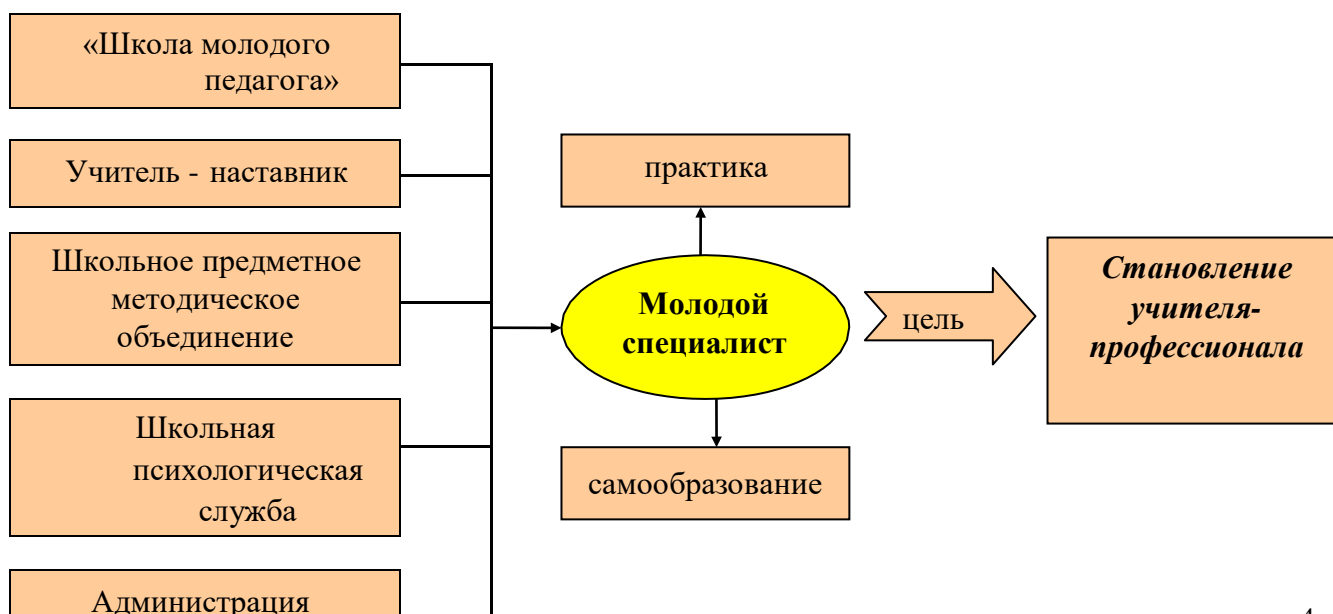 «Школа молодого
педагога»
Учитель - наставник
Школьное предметное
методическое
объединение
Школьная
психологическая
служба
Администрация
практика
Молодой
специалист
самообразование
цель
Становление
учителя-
профессионала